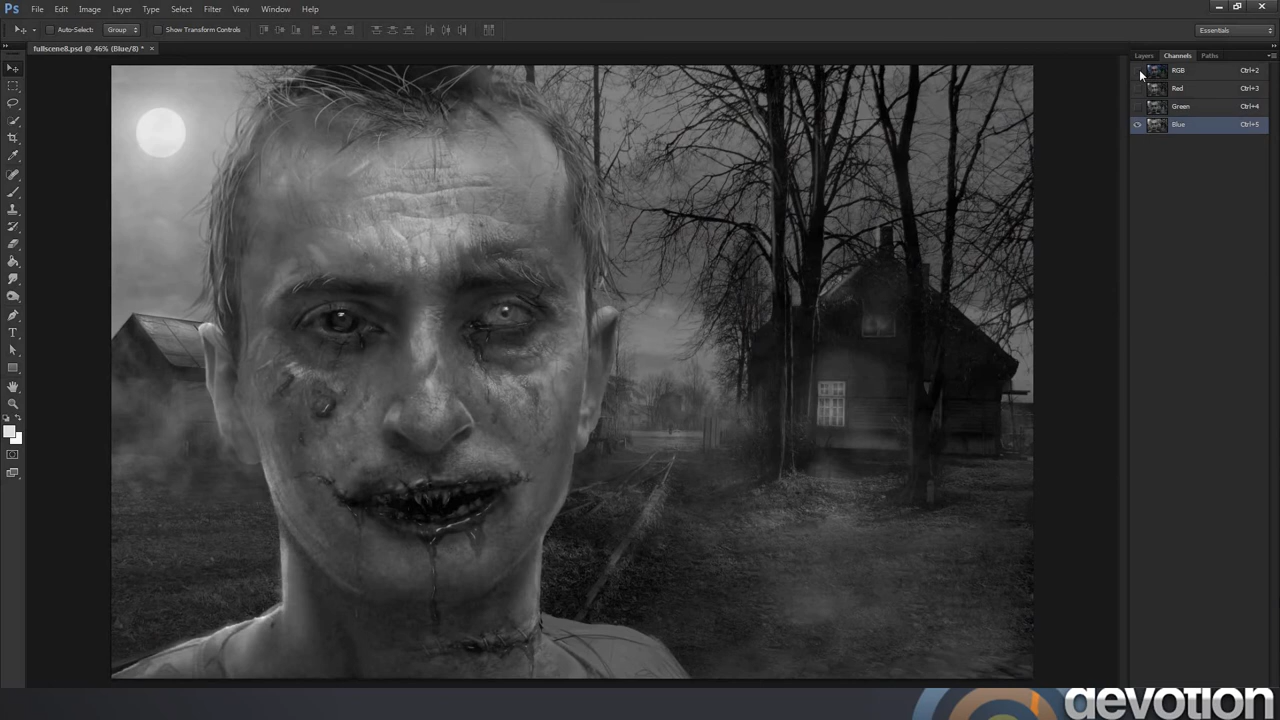 Ps File Edit Image Layer Type Select Filter View Window Help
Auto-Select: Group Show Transform Controls Essentials
fullscene8.psd @ 46% (Blue/8) * ×
Layers Channels Paths
RGB Ctrl+2
Red Ctrl+3
Green Ctrl+4
Blue Ctrl+5
T
devotion